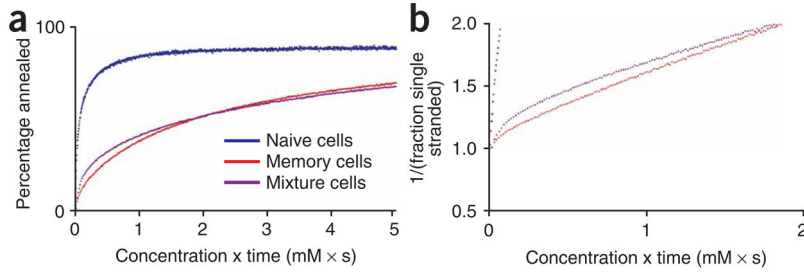 a
Percentage annealed
100
0
Naive cells
Memory cells
Mixture cells
0 1 2 3 4 5
Concentration x time (mM × s)
b
1/(fraction single
stranded)
2.0
1.5
1.0
0.5
0 1 2
Concentration x time (mM × s)